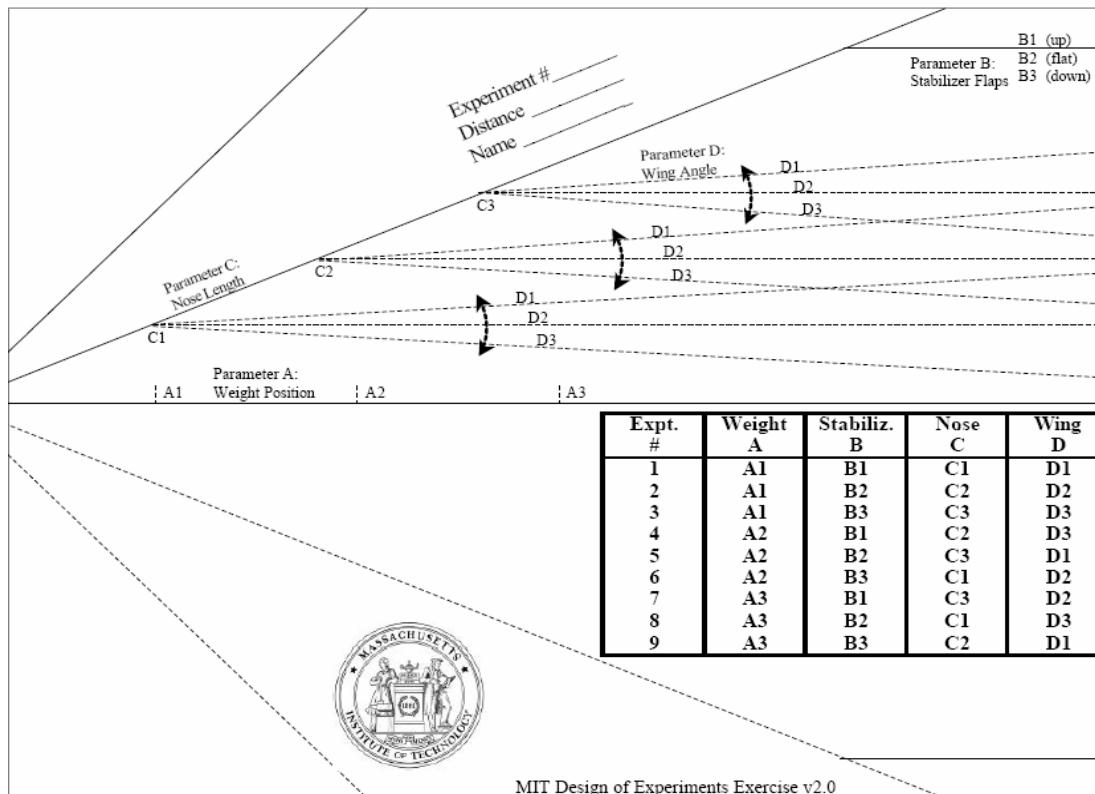 B1 (up)
Parameter B: B2 (flat)
Stabilizer Flaps B3 (down)
Experiment #
Distance
Name
Parameter D:
Wing Angle
D1
D2
D3
C3
D1
D2
D3
C2
Parameter C:
Nose Length
D1
D2
D3
C1
Parameter A:
Weight Position
A1
A2
A3
Expt. Weight Stabiliz. Nose Wing
# A B C D
1 A1 B1 C1 D1
2 A1 B2 C2 D2
3 A1 B3 C3 D3
4 A2 B1 C2 D3
5 A2 B2 C3 D1
6 A2 B3 C1 D2
7 A3 B1 C3 D2
8 A3 B2 C1 D3
9 A3 B3 C2 D1
MASSACHUSETTS
INSTITUTE OF TECHNOLOGY
MIT Design of Experiments Exercise v2.0